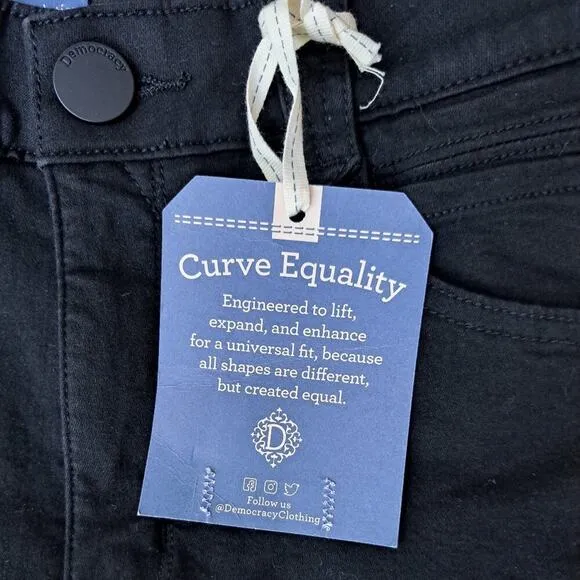 Democracy
Curve Equality
Engineered to lift,
expand, and enhance
for a universal fit, because
all shapes are different,
but created equal.
D
Follow us
@DemocracyClothing